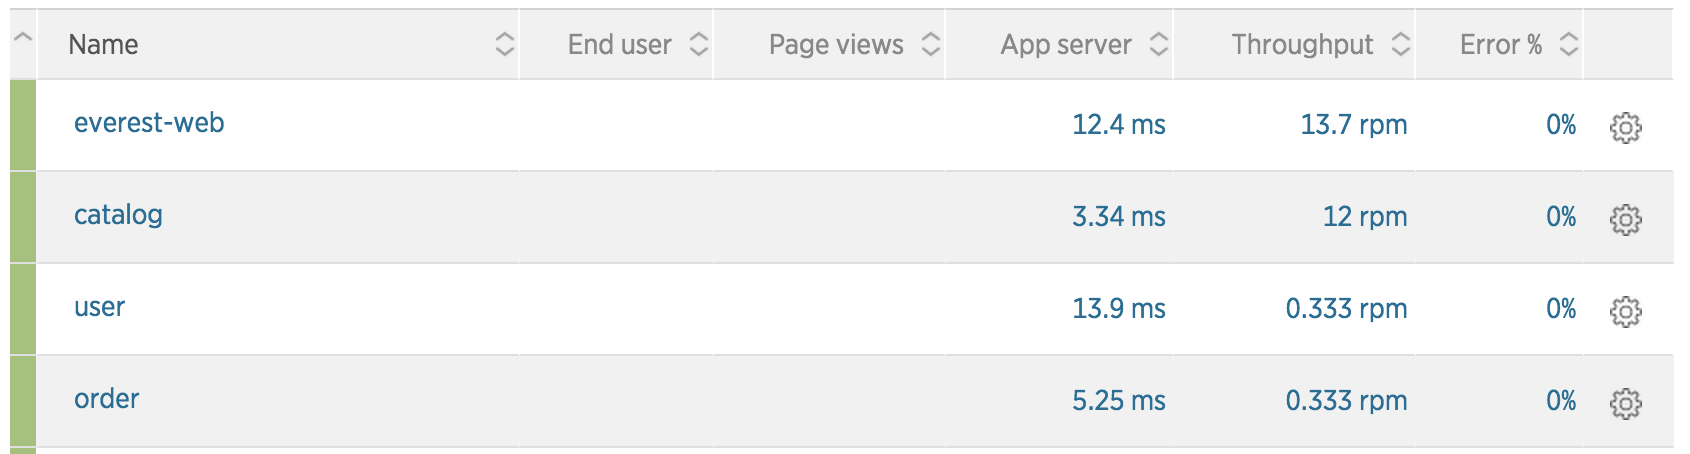 Name End user Page views App server Throughput Error %
everest-web 12.4 ms 13.7 rpm 0%
catalog 3.34 ms 12 rpm 0%
user 13.9 ms 0.333 rpm 0%
order 5.25 ms 0.333 rpm 0%